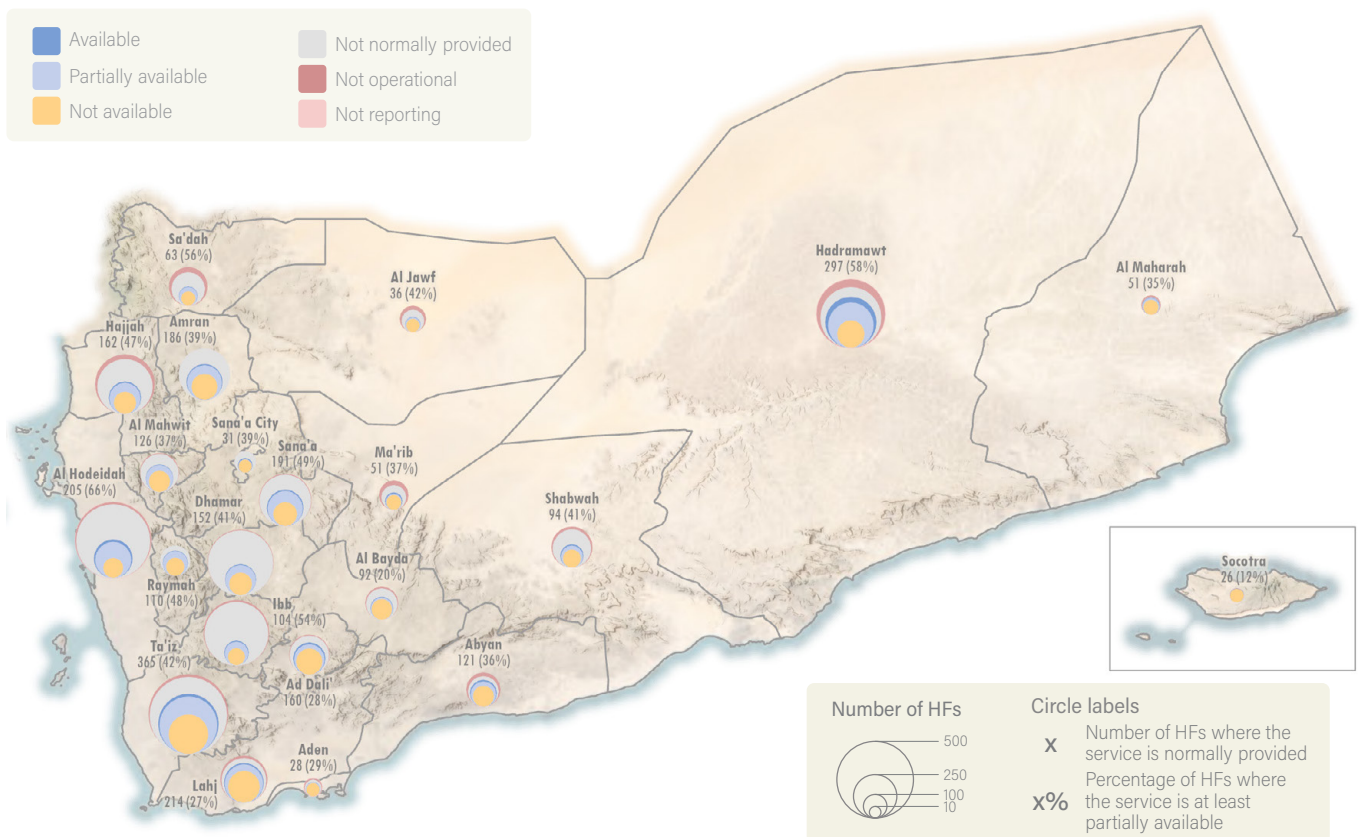 Available
Partially available
Not available
Not normally provided
Not operational
Not reporting
Sa'dah
63 (56%)
Al Jawf
36 (42%)
Hadramawt
297 (58%)
Al Maharah
51 (35%)
Hajjah
162 (47%)
Amran
186 (39%)
Al Mahwit
126 (37%)
Sana'a City
31 (39%)
Sana'a
191 (49%)
Ma'rib
51 (37%)
Al Hodeidah
205 (66%)
Dhamar
152 (41%)
Shabwah
94 (41%)
Al Bayda
92 (20%)
Socotra
26 (12%)
Raymah
110 (48%)
Ibb
104 (54%)
Ta'iz
365 (42%)
Abyan
121 (36%)
Ad Dali'
160 (28%)
Aden
28 (29%)
Lahj
214 (27%)
Number of HFs
500
250
100
10
Circle labels
x Number of HFs where the
service is normally provided
x% Percentage of HFs where
the service is at least
partially available